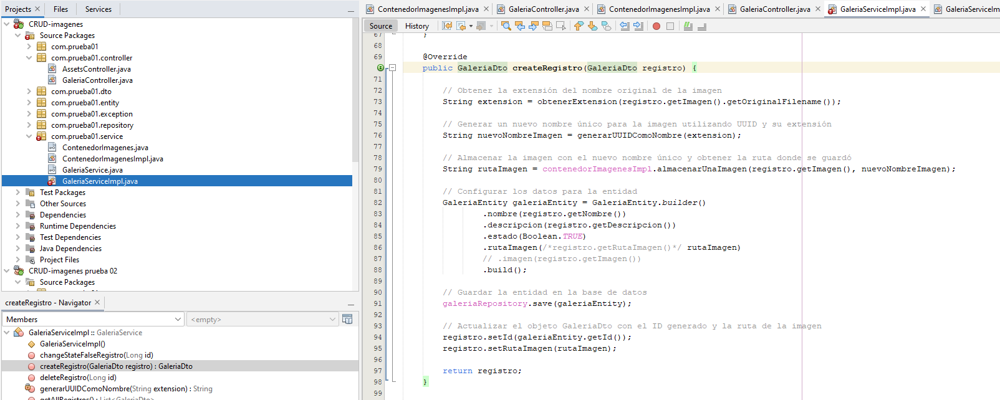 Projects
Files
Services
CRUD-imagenes
Source Packages
com.prueba01
com.prueba01.controller
AssetsController.java
GaleriaController.java
com.prueba01.dto
com.prueba01.entity
com.prueba01.exception
com.prueba01.repository
com.prueba01.service
ContenedorImagenes.java
ContenedorImagenesImpl.java
GaleriaService.java
GaleriaServiceImpl.java
Test Packages
Other Sources
Dependencies
Runtime Dependencies
Test Dependencies
Java Dependencies
Project Files
CRUD-imagenes prueba 02
Source Packages
createRegistro - Navigator
Members
<empty>
GaleriaServiceImpl :: GaleriaService
GaleriaServiceImpl()
changeStateFalseRegistro(Long id)
createRegistro(GaleriaDto registro) : GaleriaDto
deleteRegistro(Long id)
generarUUIDComoNombre(String extension) : String
getAllRegistros() : List<GaleriaDto>
ContenedorImagenesImpl.java
GaleriaController.java
ContenedorImagenesImpl.java
GaleriaController.java
GaleriaServiceImpl.java
GaleriaServiceIm
Source
History
67 }
68
69 @Override
public GaleriaDto createRegistro(GaleriaDto registro) {
71
72 // Obtener la extensión del nombre original de la imagen
73 String extension = obtenerExtension(registro.getImagen().getOriginalFilename());
74
75 // Generar un nuevo nombre único para la imagen utilizando UUID y su extensión
76 String nuevoNombreImagen = generarUUIDComoNombre(extension);
77
78 // Almacenar la imagen con el nuevo nombre único y obtener la ruta donde se guardó
79 String rutaImagen = contenedorImagenesImpl.almacenarUnaImagen(registro.getImagen(), nuevoNombreImagen);
80
81 // Configurar los datos para la entidad
82 GaleriaEntity galeriaEntity = GaleriaEntity.builder()
83 .nombre(registro.getNombre())
84 .descripcion(registro.getDescripcion())
85 .estado(Boolean.TRUE)
86 .rutaImagen(/*registro.getRutaImagen()*/ rutaImagen)
87 // .imagen(registro.getImagen())
88 .build();
89
90 // Guardar la entidad en la base de datos
91 galeriaRepository.save(galeriaEntity);
92
93 // Actualizar el objeto GaleriaDto con el ID generado y la ruta de la imagen
94 registro.setId(galeriaEntity.getId());
95 registro.setRutaImagen(rutaImagen);
96
97 return registro;
98 }
99